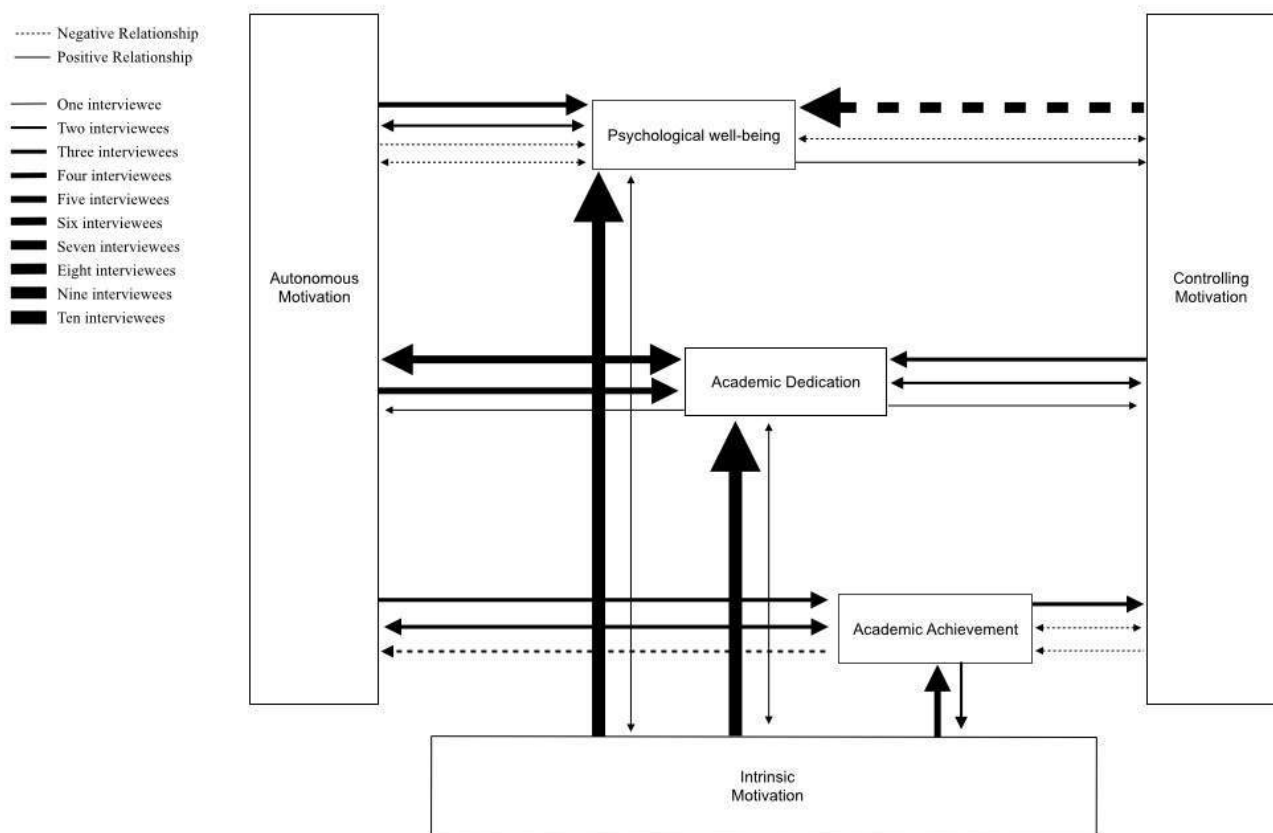 Negative Relationship
Positive Relationship
One interviewee
Two interviewees
Three interviewees
Four interviewees
Five interviewees
Six interviewees
Seven interviewees
Eight interviewees
Nine interviewees
Ten interviewees
Autonomous
Motivation
Psychological well-being
Academic Dedication
Academic Achievement
Controlling
Motivation
Intrinsic
Motivation